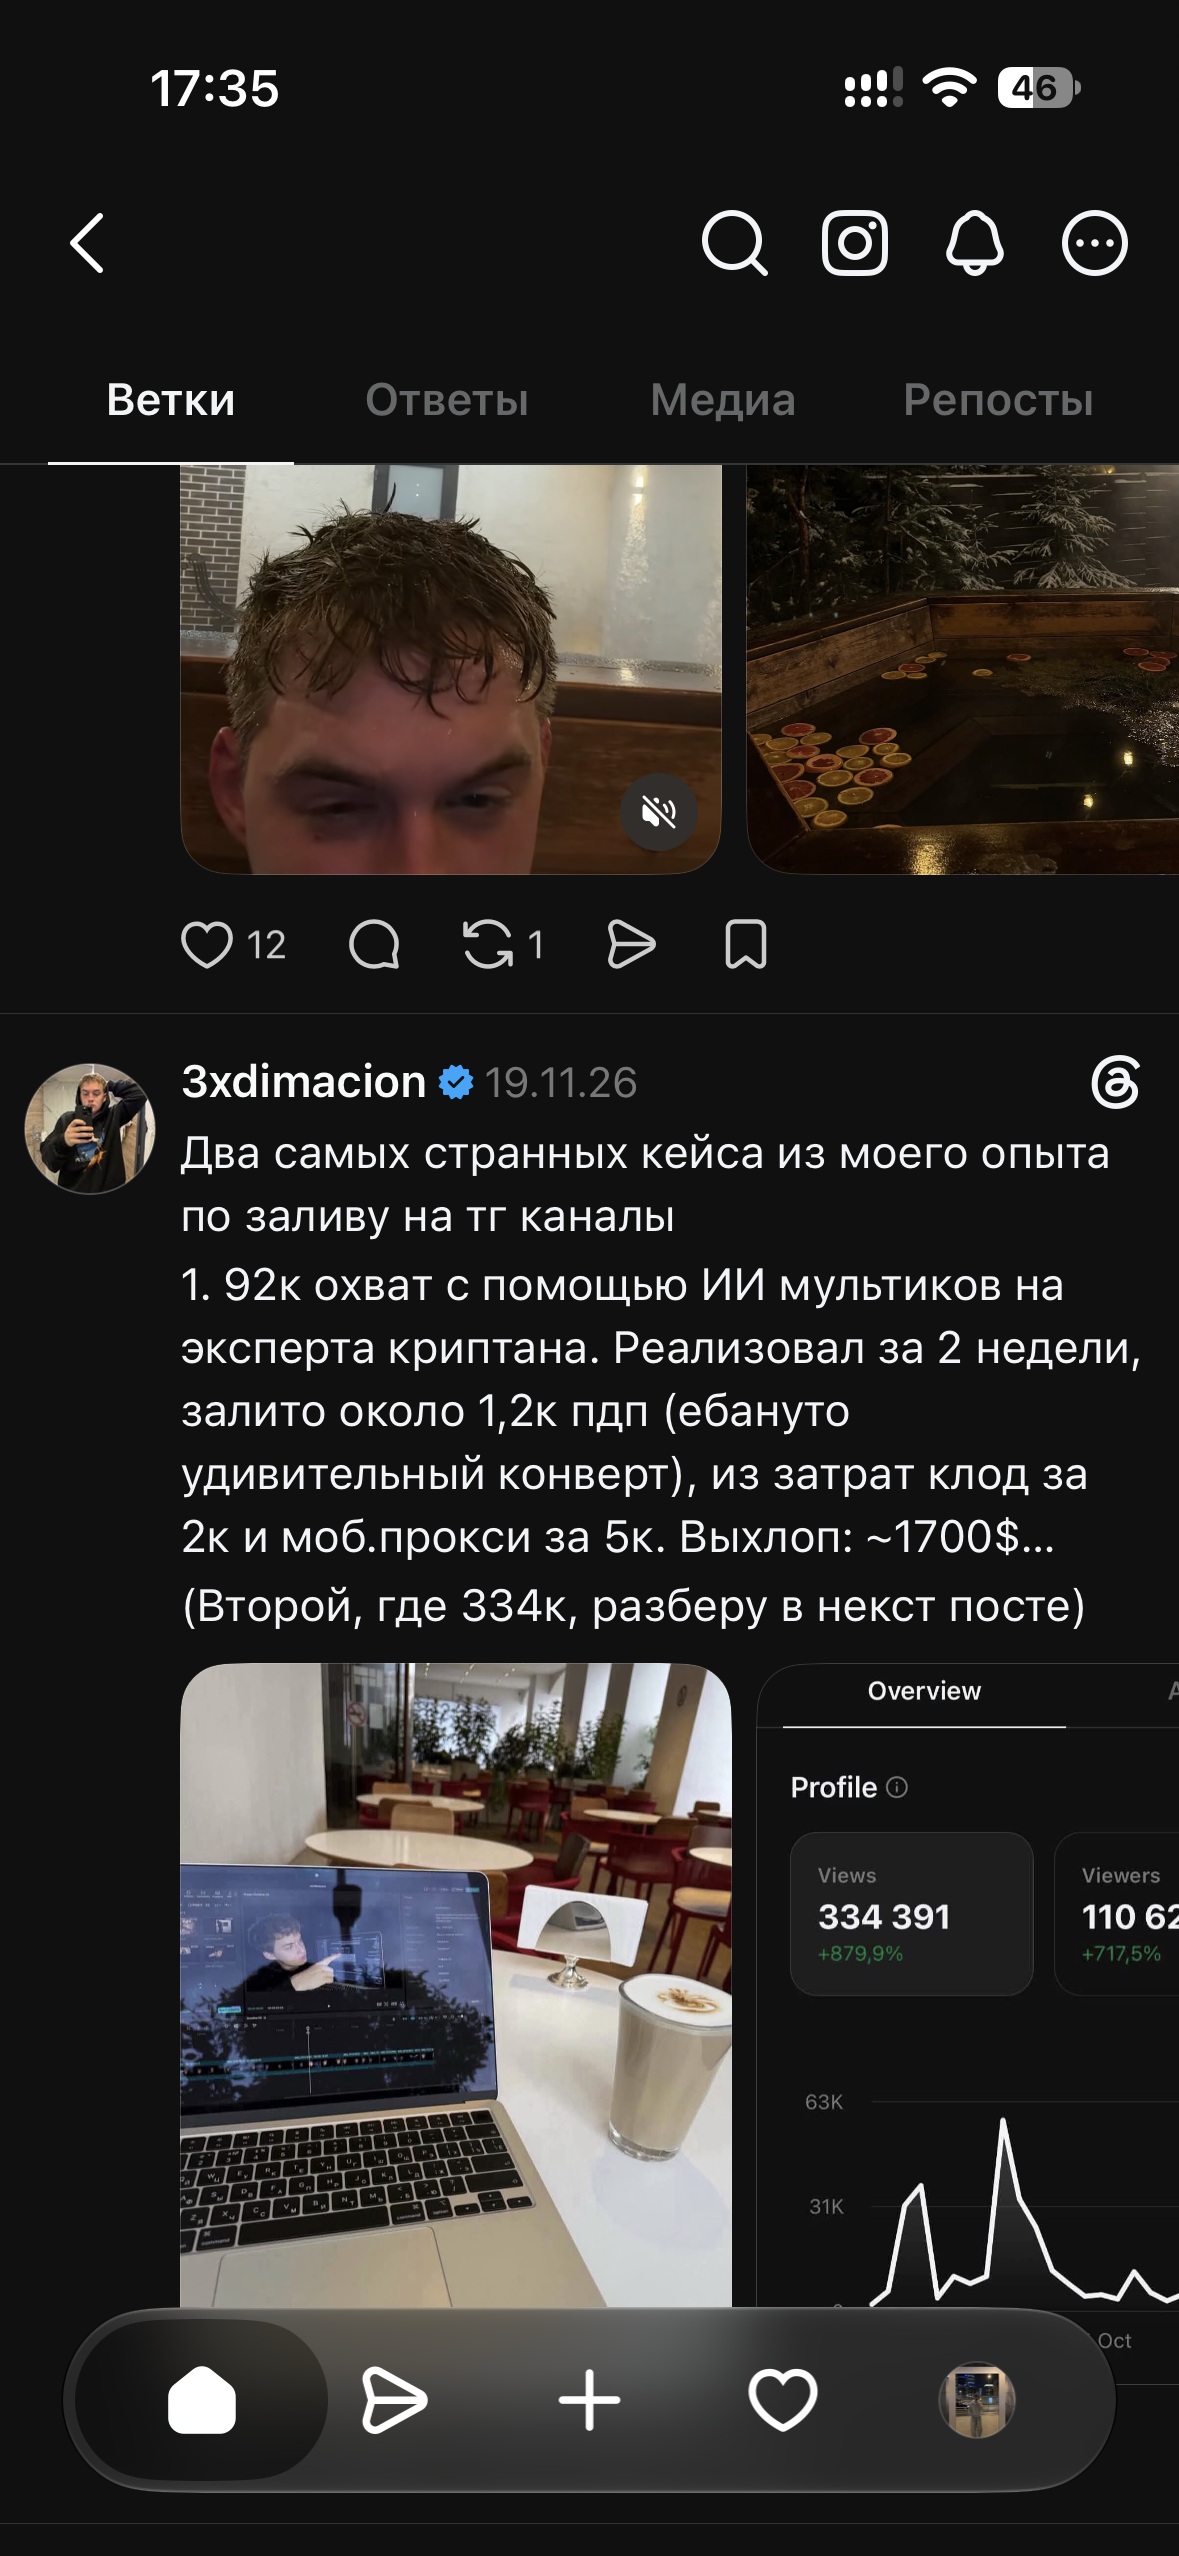 17:35
46
Ветки Ответы Медиа Репосты
12 1
3xdimacion 19.11.26
Два самых странных кейса из моего опыта
по заливу на тг каналы
1. 92к охват с помощью ИИ мультиков на
эксперта криптана. Реализовал за 2 недели,
залито около 1,2к пдп (ебануто
удивительный конверт), из затрат клод за
2к и моб.прокси за 5к. Выхлоп: ~1700$...
(Второй, где 334к, разберу в некст посте)
Overview
Profile
Views Viewers
334 391 110 62
+879,9% +717,5%
63K
31K
Oct